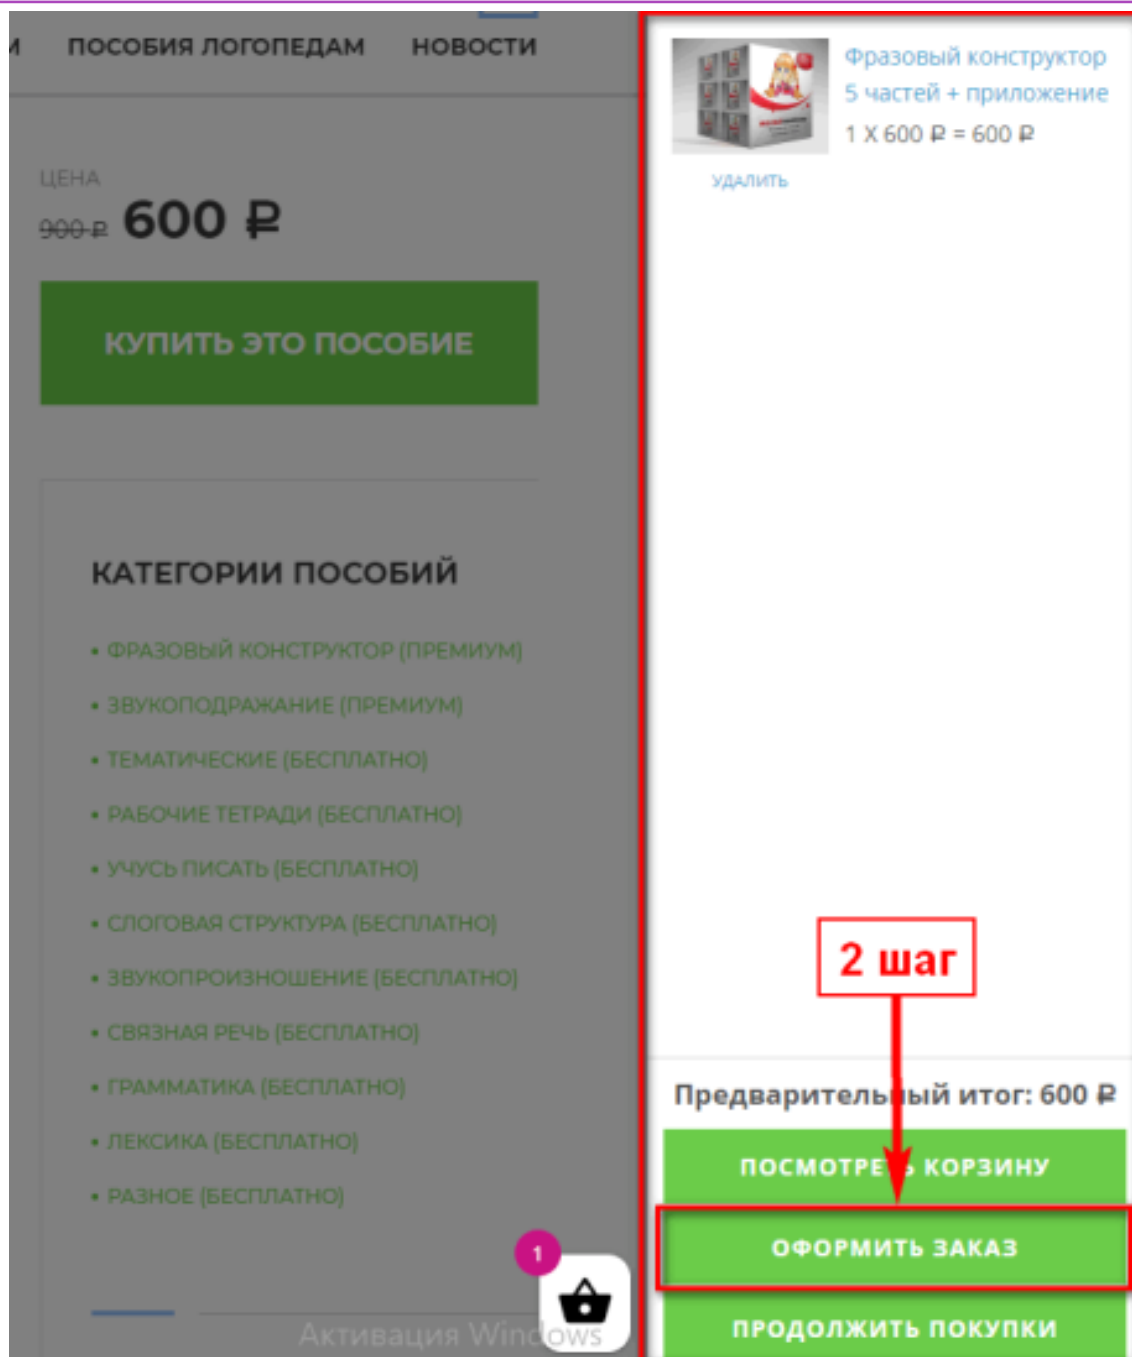 М ПОСОБИЯ ЛОГОПЕДАМ НОВОСТИ
ЦЕНА
900 ₽ 600 ₽
КУПИТЬ ЭТО ПОСОБИЕ
КАТЕГОРИИ ПОСОБИЙ
• ФРАЗОВЫЙ КОНСТРУКТОР (ПРЕМИУМ)
• ЗВУКОПОДРАЖАНИЕ (ПРЕМИУМ)
• ТЕМАТИЧЕСКИЕ (БЕСПЛАТНО)
• РАБОЧИЕ ТЕТРАДИ (БЕСПЛАТНО)
• УЧУСЬ ПИСАТЬ (БЕСПЛАТНО)
• СЛОГОВАЯ СТРУКТУРА (БЕСПЛАТНО)
• ЗВУКОПРОИЗНОШЕНИЕ (БЕСПЛАТНО)
• СВЯЗНАЯ РЕЧЬ (БЕСПЛАТНО)
• ГРАММАТИКА (БЕСПЛАТНО)
• ЛЕКСИКА (БЕСПЛАТНО)
• РАЗНОЕ (БЕСПЛАТНО)
1
Активация Windows
Фразовый конструктор
5 частей + приложение
1 X 600 ₽ = 600 ₽
УДАЛИТЬ
2 шаг
Предварительный итог: 600 ₽
ПОСМОТРЕТЬ КОРЗИНУ
ОФОРМИТЬ ЗАКАЗ
ПРОДОЛЖИТЬ ПОКУПКИ